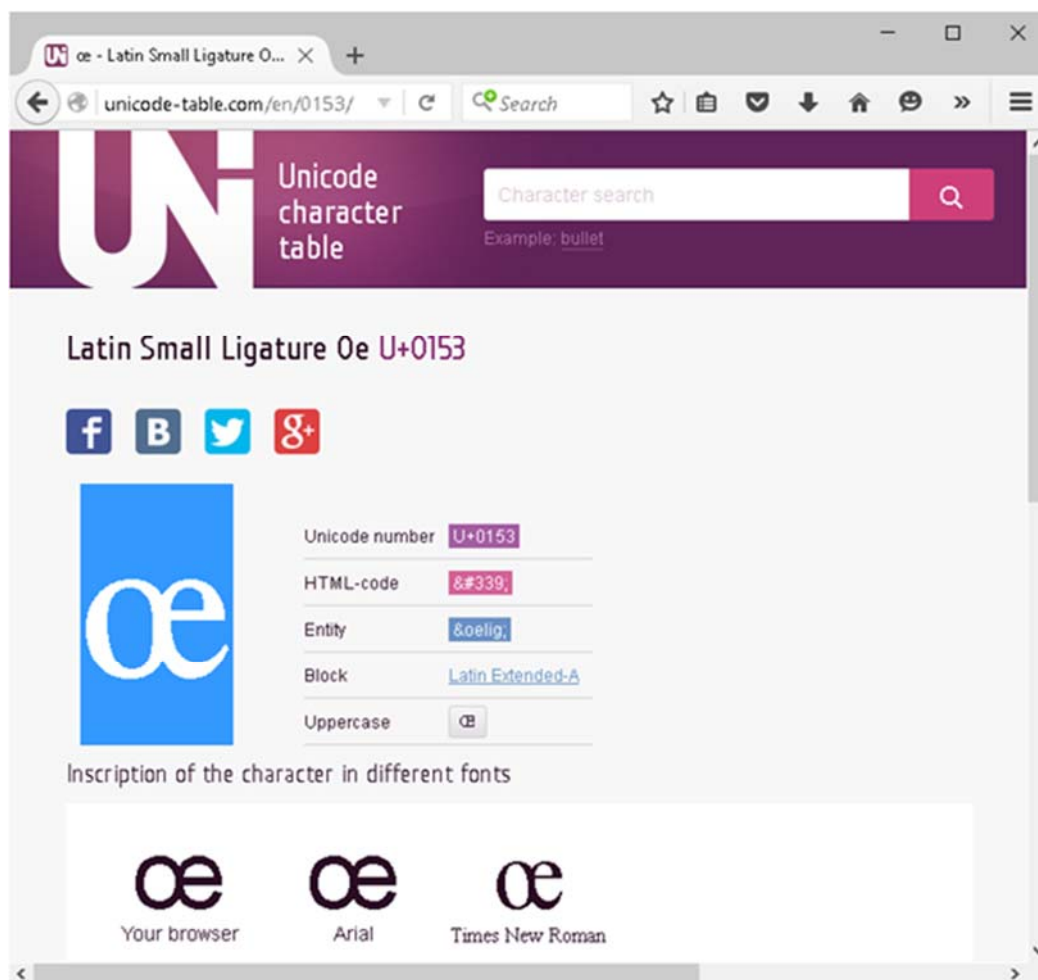 œ - Latin Small Ligature O...
unicode-table.com/en/0153/
Search
UNi
Unicode
character
table
Character search
Example: bullet
Latin Small Ligature Oe U+0153
f B g+
œ
Unicode number U+0153
HTML-code &#339;
Entity &oelig;
Block Latin Extended-A
Uppercase Œ
Inscription of the character in different fonts
œ œ œ
Your browser Arial Times New Roman